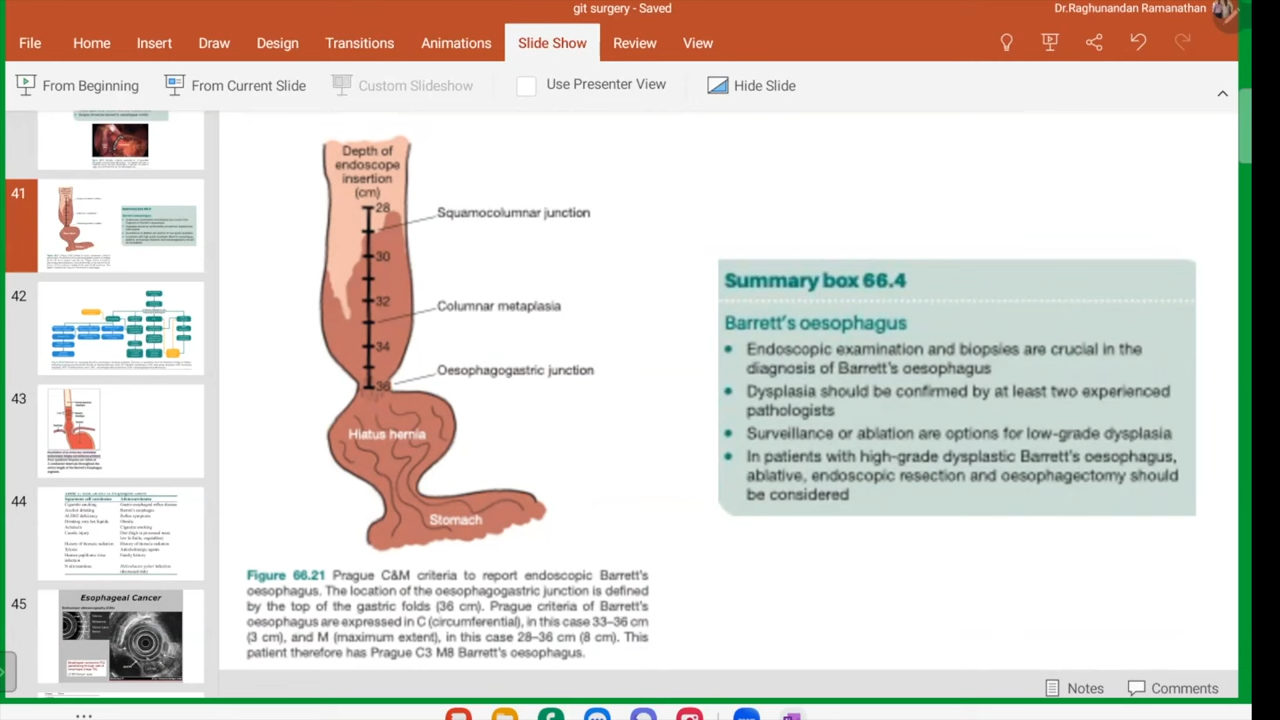 git surgery - Saved
Dr.Raghunandan Ramanathan
File Home Insert Draw Design Transitions Animations Slide Show Review View
From Beginning From Current Slide Custom Slideshow Use Presenter View Hide Slide
41
42
43
44
45
Esophageal Cancer
Depth of
endoscope
insertion
(cm)
28
30
32
34
36
Squamocolumnar junction
Columnar metaplasia
Oesophagogastric junction
Hiatus hernia
Stomach
Figure 66.21 Prague C&M criteria to report endoscopic Barrett's
oesophagus. The location of the oesophagogastric junction is defined
by the top of the gastric folds (36 cm). Prague criteria of Barrett's
oesophagus are expressed in C (circumferential), in this case 33–36 cm
(3 cm), and M (maximum extent), in this case 28–36 cm (8 cm). This
patient therefore has Prague C3 M8 Barrett's oesophagus.
Summary box 66.4
Barrett's oesophagus
• Endoscopic examination and biopsies are crucial in the
diagnosis of Barrett's oesophagus
• Dysplasia should be confirmed by at least two experienced
pathologists
• Surveillance or ablation are options for low-grade dysplasia
• In patients with high-grade dysplastic Barrett's oesophagus,
ablative, endoscopic resection and oesophagectomy should
be considered
Notes Comments